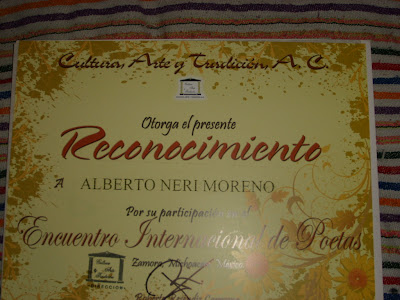 Cultura, Arte y Tradición, A. C.
Otorga el presente
Reconocimiento
A ALBERTO NERI MORENO
Por su participación en el
Encuentro Internacional de Poetas
Zamora, Michoacán,